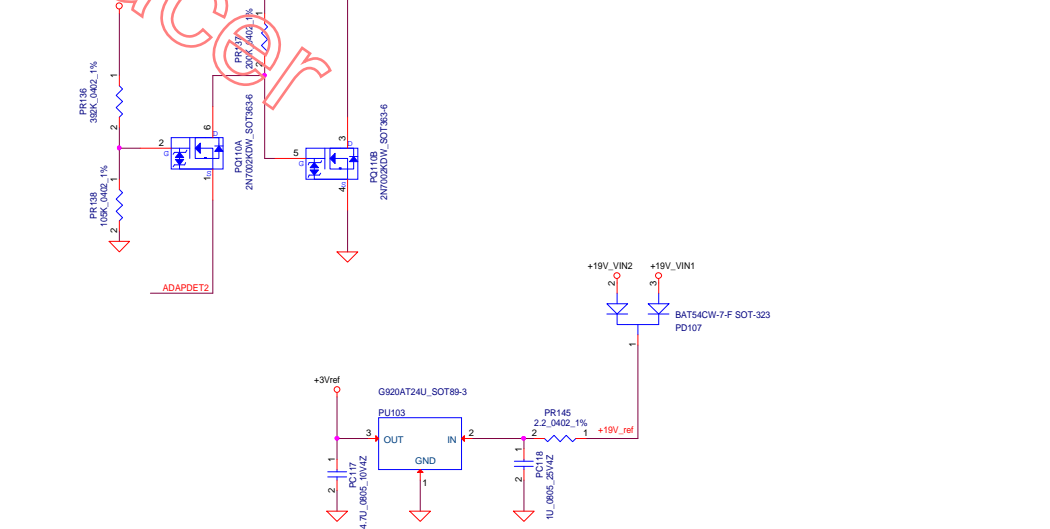 acer
PR136
392K_0402_1%
1
2
PR138
105K_0402_1%
1
2
PR137
200K_0402_1%
1
2
2
G
6
D
1
S
PQ110A
2N7002KDW_SOT363-6
5
G
3
D
4
S
PQ110B
2N7002KDW_SOT363-6
ADAPDET2
+19V_VIN2
+19V_VIN1
2
3
BAT54CW-7-F SOT-323
PD107
1
+3Vref
G920AT24U_SOT89-3
PU103
3
OUT
IN
2
GND
1
PR145
2.2_0402_1%
2
1
+19V_ref
1
2
PC117
4.7U_0805_10V4Z
1
2
PC118
1U_0805_25V4Z